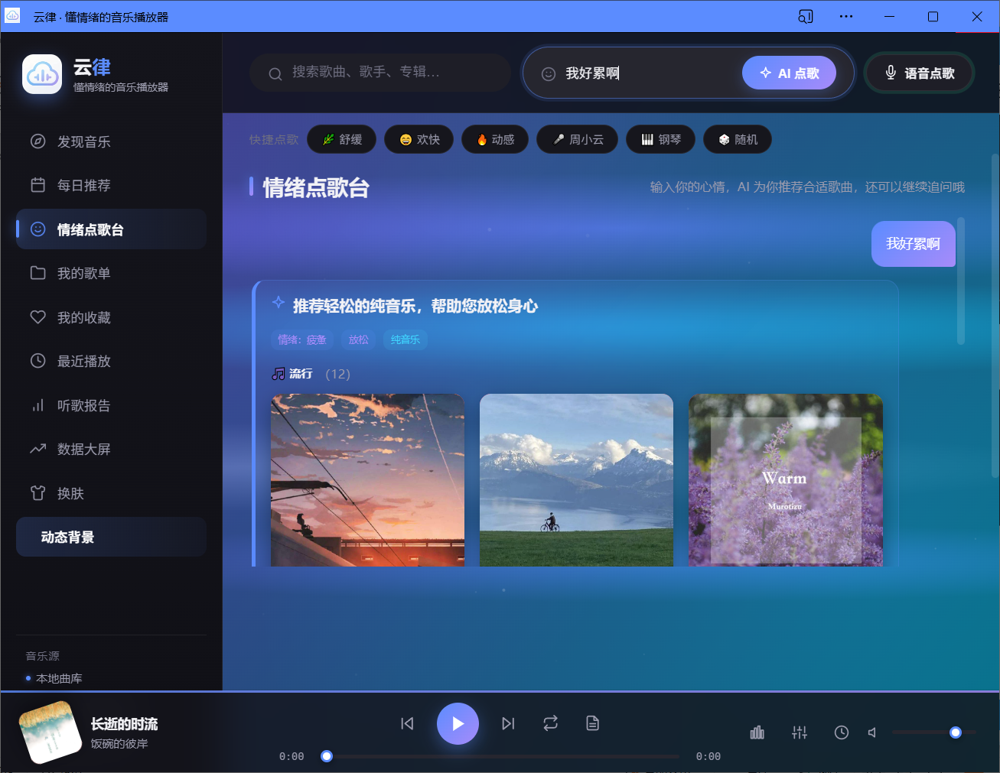 云律 · 懂情绪的音乐播放器
云律
懂情绪的音乐播放器
搜索歌曲、歌手、专辑...
我好累啊
AI 点歌
语音点歌
发现音乐
每日推荐
情绪点歌台
我的歌单
我的收藏
最近播放
听歌报告
数据大屏
换肤
动态背景
音乐源
本地曲库
快捷点歌
舒缓
欢快
动感
周小云
钢琴
随机
情绪点歌台
输入你的心情，AI 为你推荐合适歌曲，还可以继续追问哦
我好累啊
推荐轻松的纯音乐，帮助您放松身心
情绪：疲惫
放松
纯音乐
流行 （12）
Warm
Murotizu
长逝的时流
饭碗的彼岸
0:00
0:00